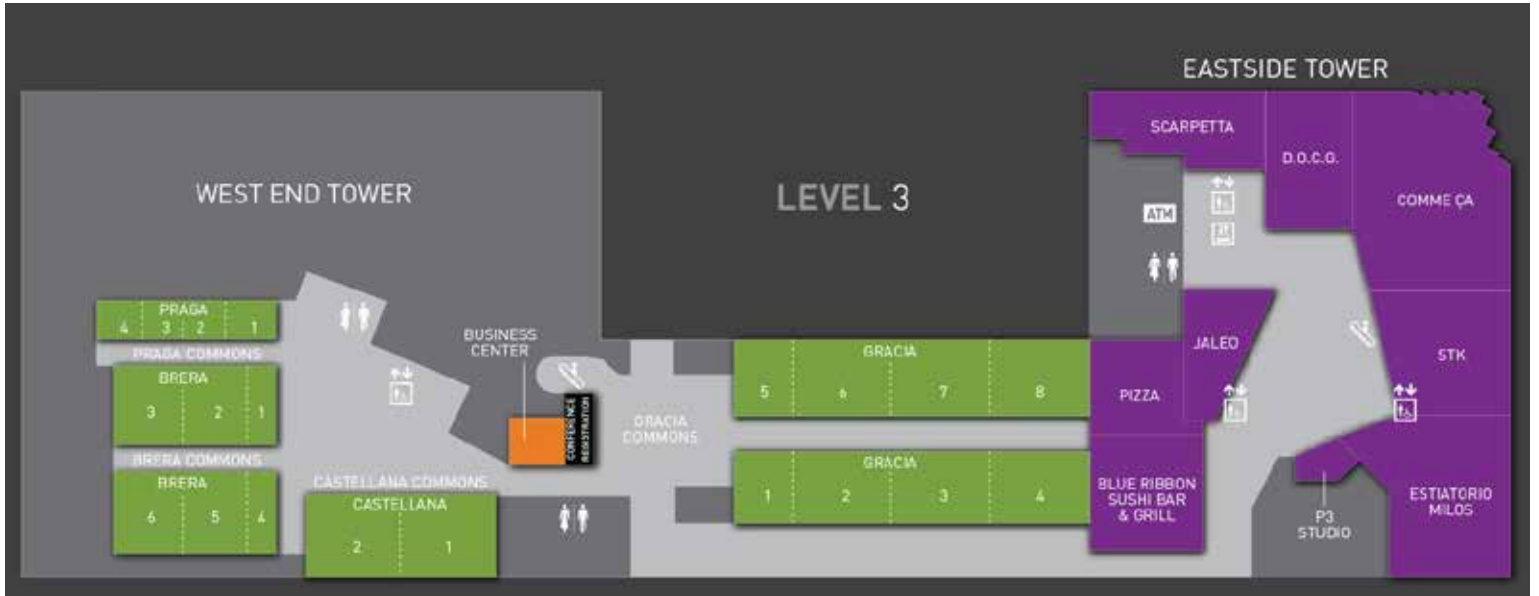 EASTSIDE TOWER
SCARPETTA
D.O.C.G.
WEST END TOWER
LEVEL 3
COMME ÇA
ATM
PRAGA
4 3 2 1
PRAGA COMMONS
BUSINESS
CENTER
BRERA
3 2 1
BRERA COMMONS
BRERA
6 5 4
CASTELLANA COMMONS
CASTELLANA
2 1
CONFERENCE
REGISTRATION
GRACIA
COMMONS
GRACIA
5 6 7 8
GRACIA
1 2 3 4
JALEO
PIZZA
STK
BLUE RIBBON
SUSHI BAR
& GRILL
P3
STUDIO
ESTIATORIO
MILOS